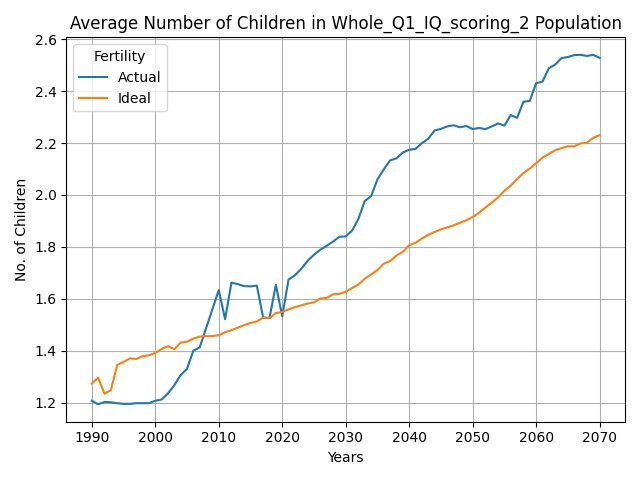 Average Number of Children in Whole_Q1_IQ_scoring_2 Population
Fertility
Actual
Ideal
No. of Children
2.6
2.4
2.2
2.0
1.8
1.6
1.4
1.2
1990 2000 2010 2020 2030 2040 2050 2060 2070
Years